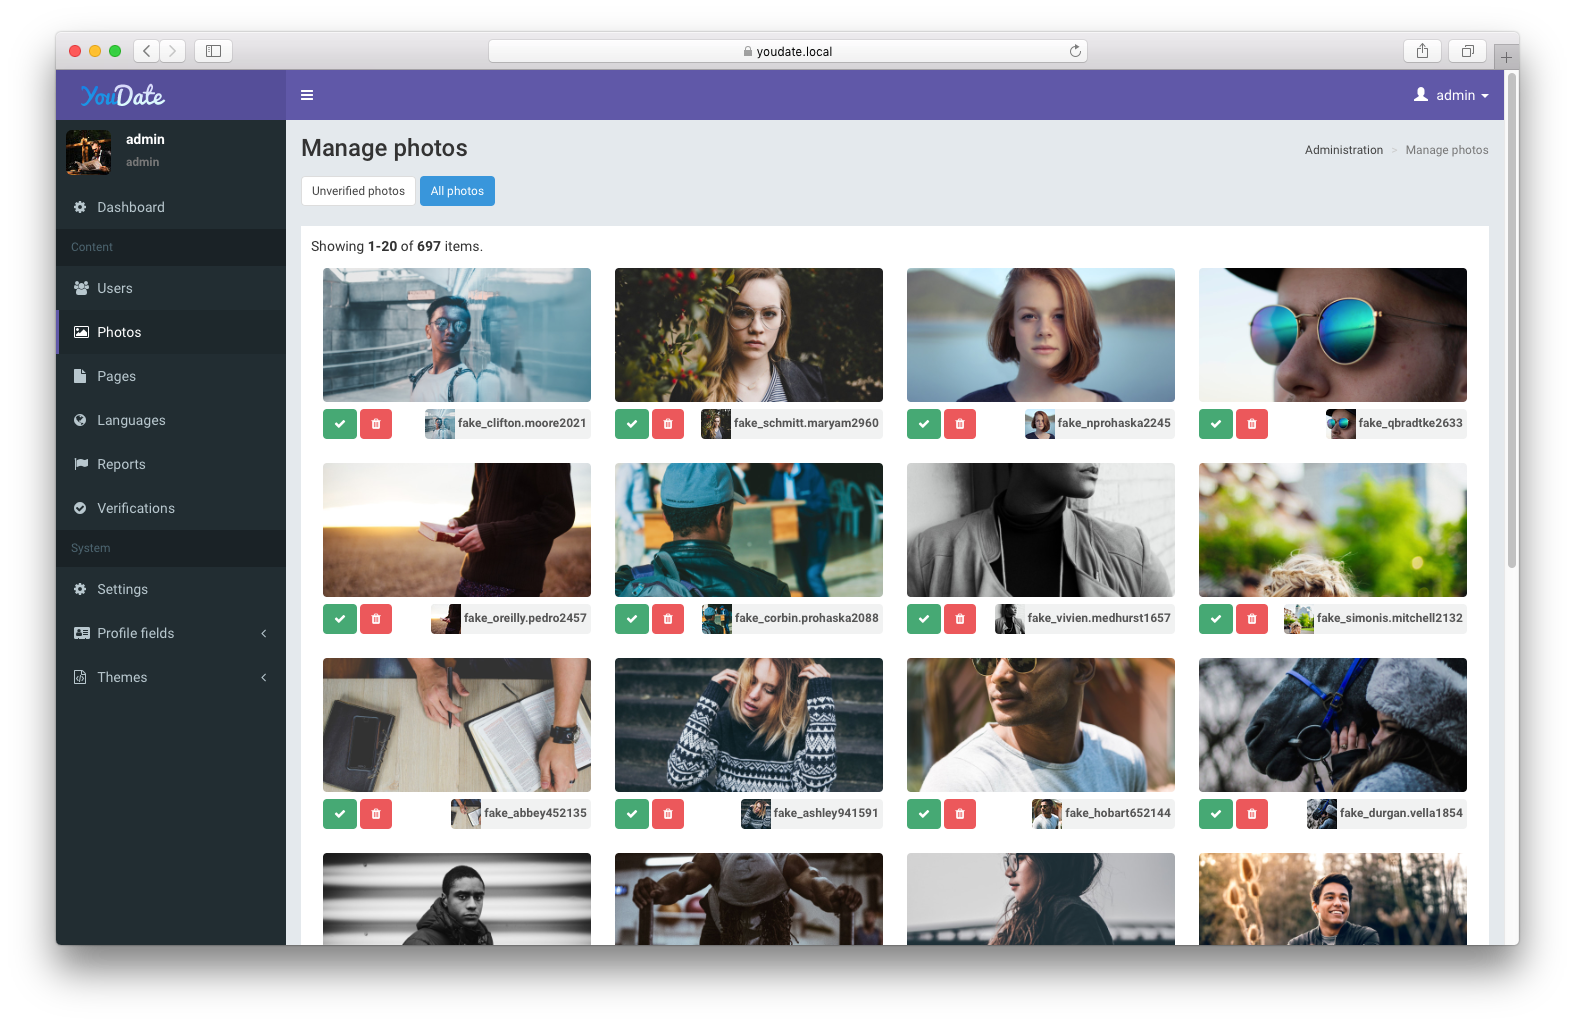 youdate.local
YouDate
admin
admin
admin
Manage photos
Administration > Manage photos
Unverified photos
All photos
Dashboard
Content
Users
Photos
Pages
Languages
Reports
Verifications
System
Settings
Profile fields
Themes
Showing 1-20 of 697 items.
fake_clifton.moore2021
fake_schmitt.maryam2960
fake_nprohaska2245
fake_qbradtke2633
fake_oreilly.pedro2457
fake_corbin.prohaska2088
fake_vivien.medhurst1657
fake_simonis.mitchell2132
fake_abbey452135
fake_ashley941591
fake_hobart652144
fake_durgan.vella1854